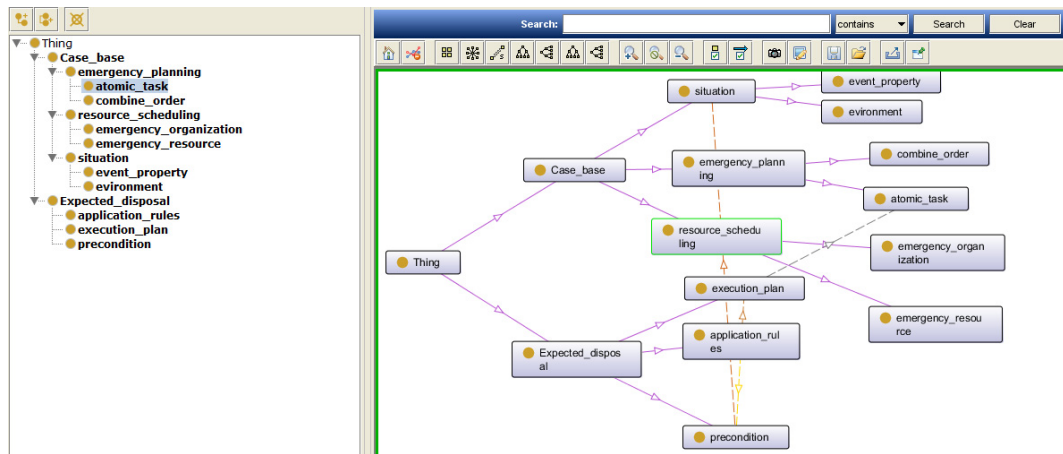 Thing
Case_base
emergency_planning
atomic_task
combine_order
resource_scheduling
emergency_organization
emergency_resource
situation
event_property
evironment
Expected_disposal
application_rules
execution_plan
precondition
Search:
contains
Search
Clear
situation
event_property
evironment
emergency_plann
ing
combine_order
Case_base
atomic_task
resource_schedu
ling
emergency_organ
ization
Thing
execution_plan
emergency_resou
rce
application_rul
es
Expected_dispos
al
precondition